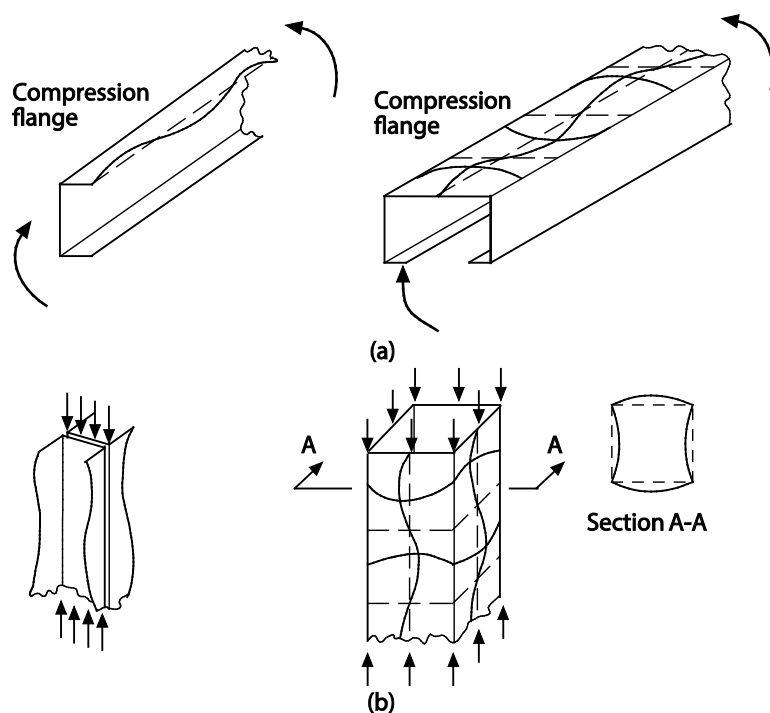 Compression
flange
Compression
flange
(a)
A
A
Section A-A
(b)